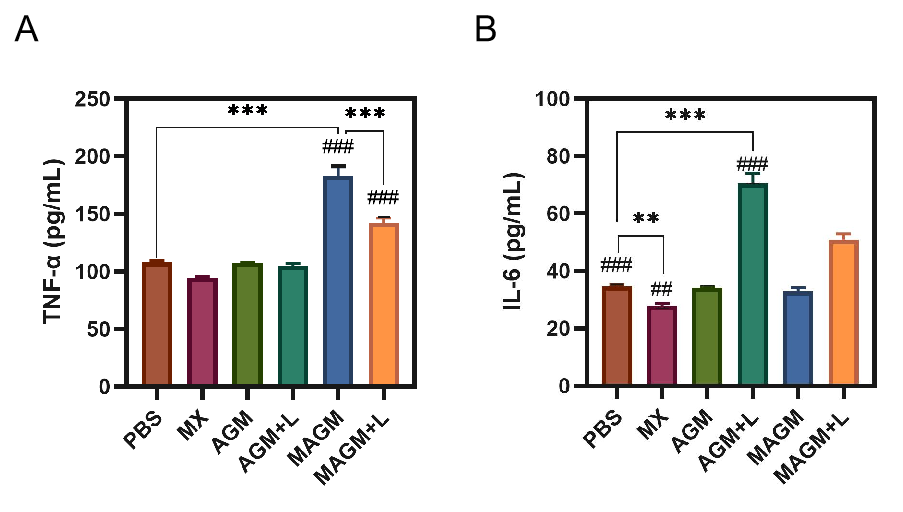 A
TNF-α (pg/mL)
250
200
150
100
50
0
***
***
###
###
PBS
MX
AGM
AGM+L
MAGM
MAGM+L
B
IL-6 (pg/mL)
100
80
60
40
20
0
***
###
**
###
##
PBS
MX
AGM
AGM+L
MAGM
MAGM+L